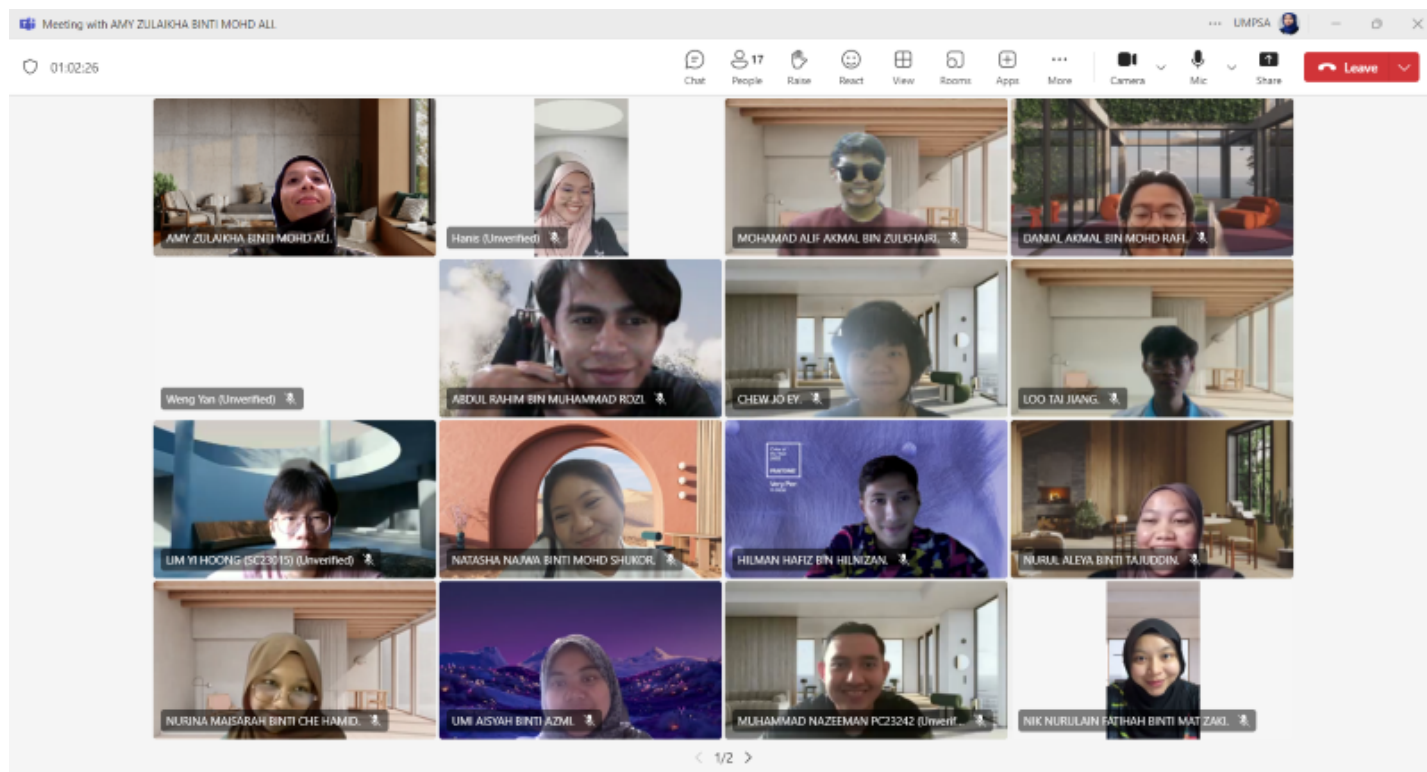 Meeting with AMY ZULAIKHA BINTI MOHD ALI.
UMPSA
01:02:26
Chat
17
People
Raise
React
View
Rooms
Apps
More
Camera
Mic
Share
Leave
AMY ZULAIKHA BINTI MOHD ALI.
Hanis (Unverified)
MOHAMAD ALIF AKMAL BIN ZULKHAIRI.
DANIAL AKMAL BIN MOHD RAFI.
Weng Yan (Unverified)
ABDUL RAHIM BIN MUHAMMAD ROZI.
CHEW JO EY.
LOO TAI JIANG.
LIM YI HOONG (SC23015) (Unverified)
NATASHA NAJWA BINTI MOHD SHUKOR.
PANTONE
Very Peri
HILMAN HAFIZ BIN HILNIZAN.
NURUL ALEYA BINTI TAJUDDIN.
NURINA MAISARAH BINTI CHE HAMID.
UMI AISYAH BINTI AZMI.
MUHAMMAD NAZEEMAN PC23242 (Unverif...
NIK NURULAIN FATIHAH BINTI MAT ZAKI.
1/2